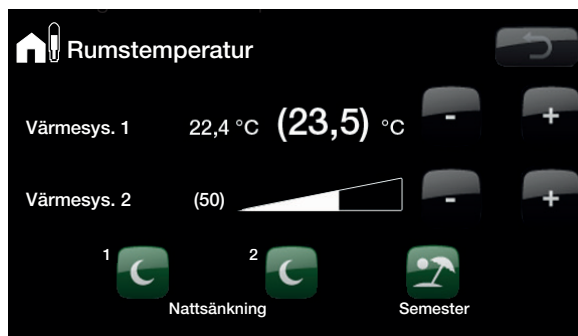 Rumstemperatur
Värmesys. 1 22,4 °C (23,5) °C - +
Värmesys. 2 (50) - +
1 2
Nattsänkning Semester